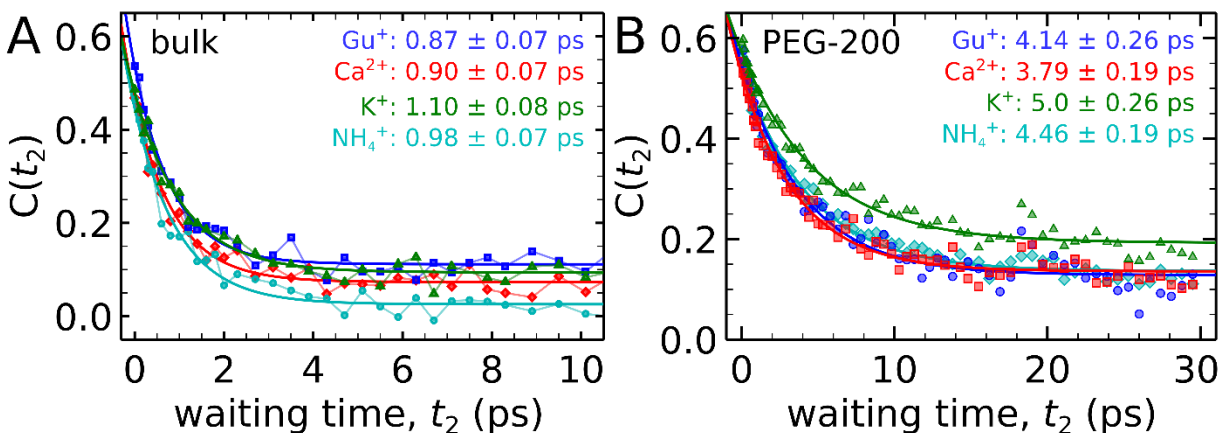 A
bulk
Gu⁺: 0.87 ± 0.07 ps
Ca²⁺: 0.90 ± 0.07 ps
K⁺: 1.10 ± 0.08 ps
NH₄⁺: 0.98 ± 0.07 ps
C(t₂)
0.6
0.4
0.2
0.0
0 2 4 6 8 10
waiting time, t₂ (ps)
B
PEG-200
Gu⁺: 4.14 ± 0.26 ps
Ca²⁺: 3.79 ± 0.19 ps
K⁺: 5.0 ± 0.26 ps
NH₄⁺: 4.46 ± 0.19 ps
C(t₂)
0.6
0.4
0.2
0.0
0 10 20 30
waiting time, t₂ (ps)